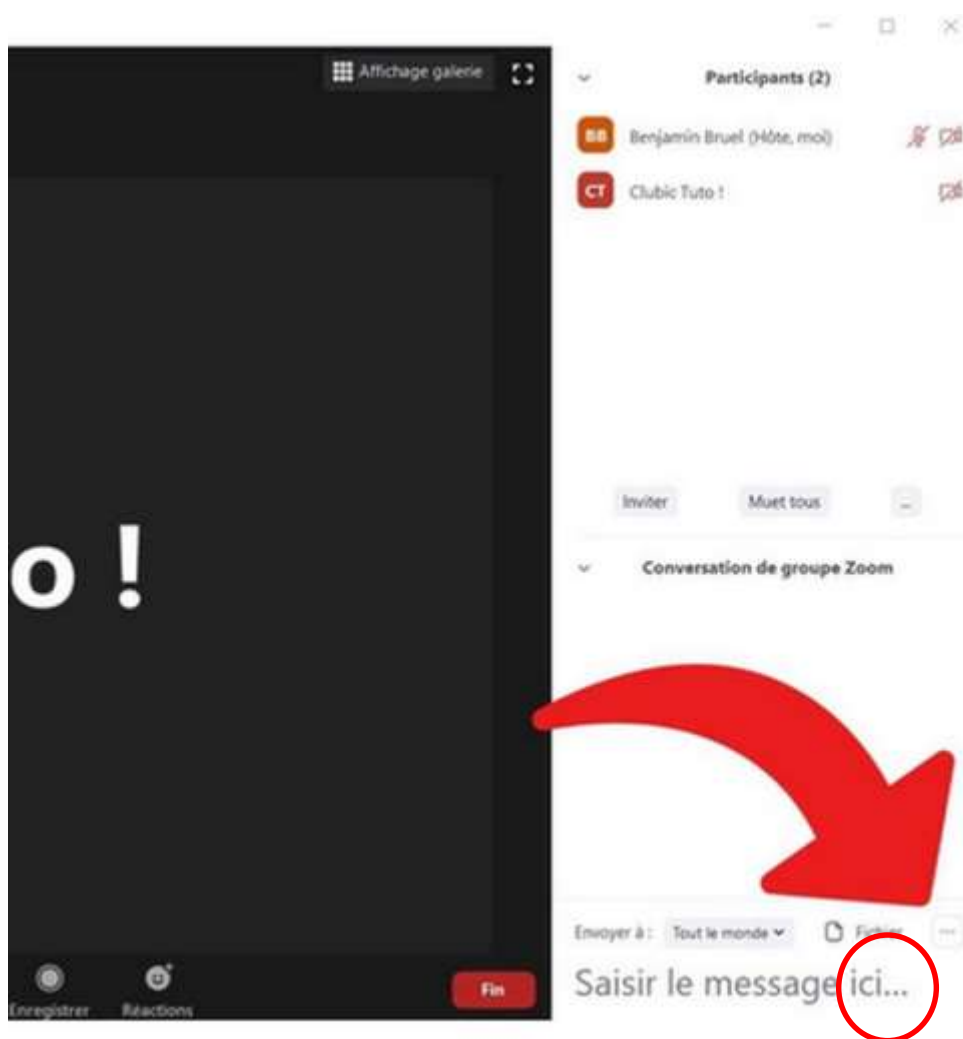 Affichage galerie
o !
Enregistrer
Réactions
Fin
Participants (2)
BB Benjamin Bruel (Hôte, moi)
CT Clubic Tuto !
Inviter Muet tous ...
Conversation de groupe Zoom
Envoyer à : Tout le monde Fichier ...
Saisir le message ici...